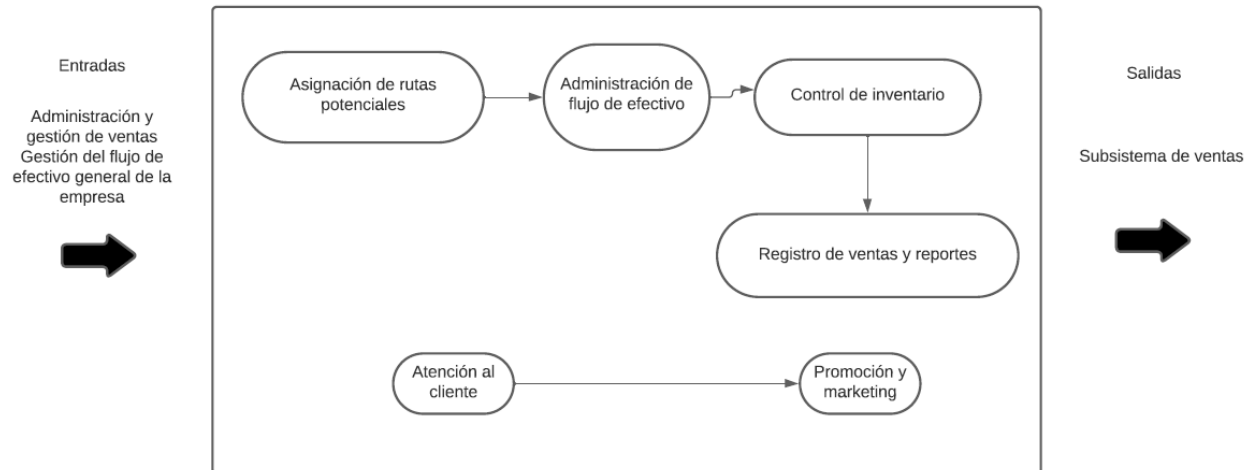 Entradas
Administración y
gestión de ventas
Gestión del flujo de
efectivo general de la
empresa
Asignación de rutas
potenciales
Administración de
flujo de efectivo
Control de inventario
Registro de ventas y reportes
Atención al
cliente
Promoción y
marketing
Salidas
Subsistema de ventas